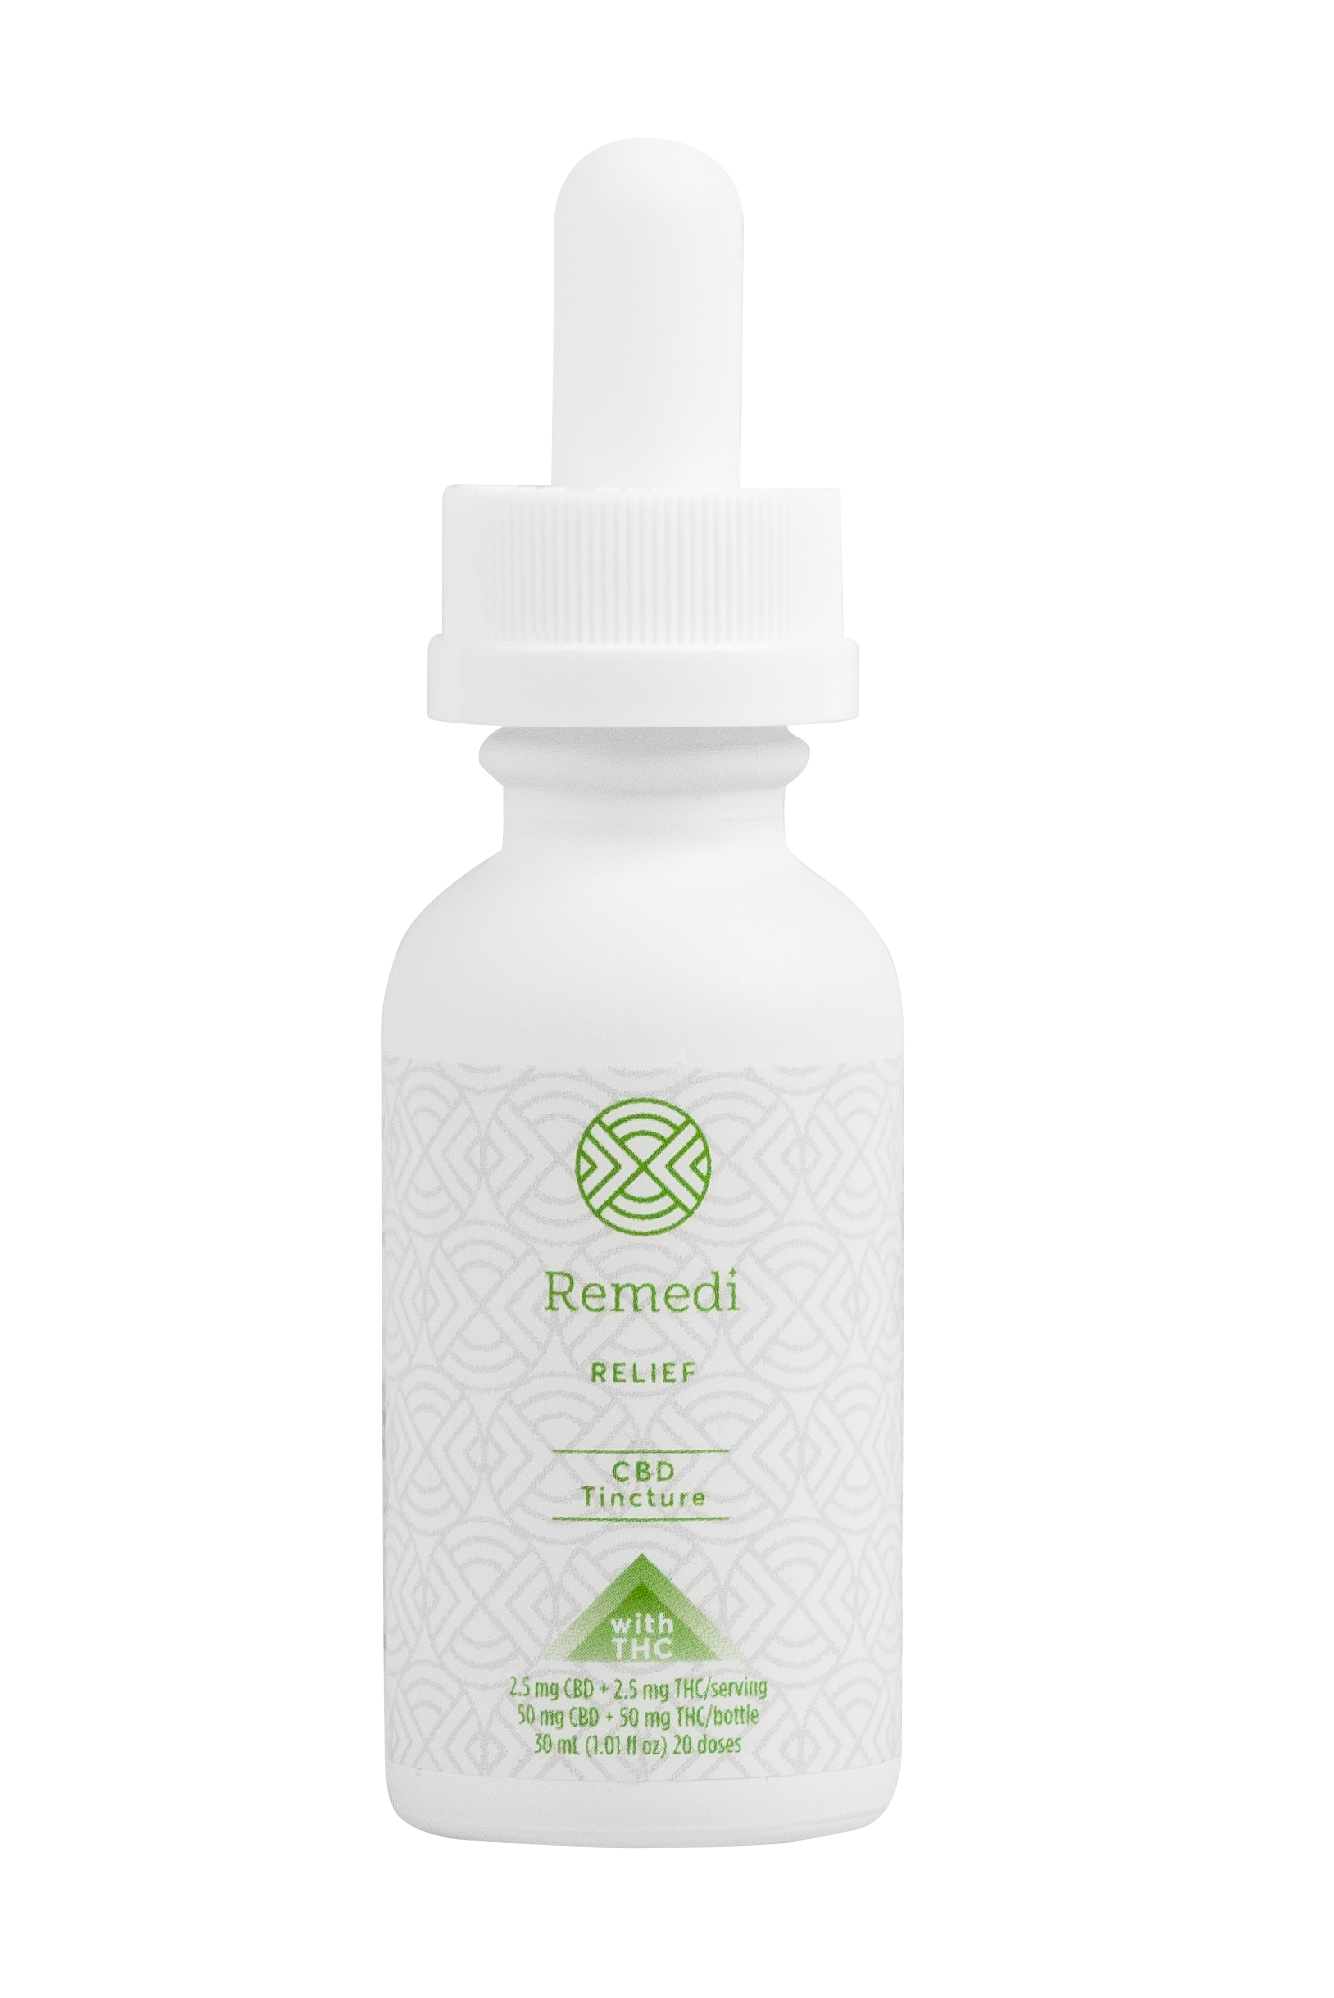 Remedi
RELIEF
CBD
Tincture
with
THC
2.5 mg CBD + 2.5 mg THC/serving
50 mg CBD + 50 mg THC/bottle
30 mL (1.01 fl oz) 20 doses